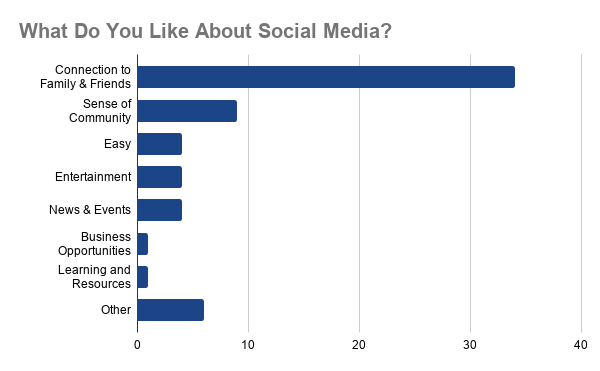 What Do You Like About Social Media?
Connection to
Family & Friends
Sense of
Community
Easy
Entertainment
News & Events
Business
Opportunities
Learning and
Resources
Other
0 10 20 30 40